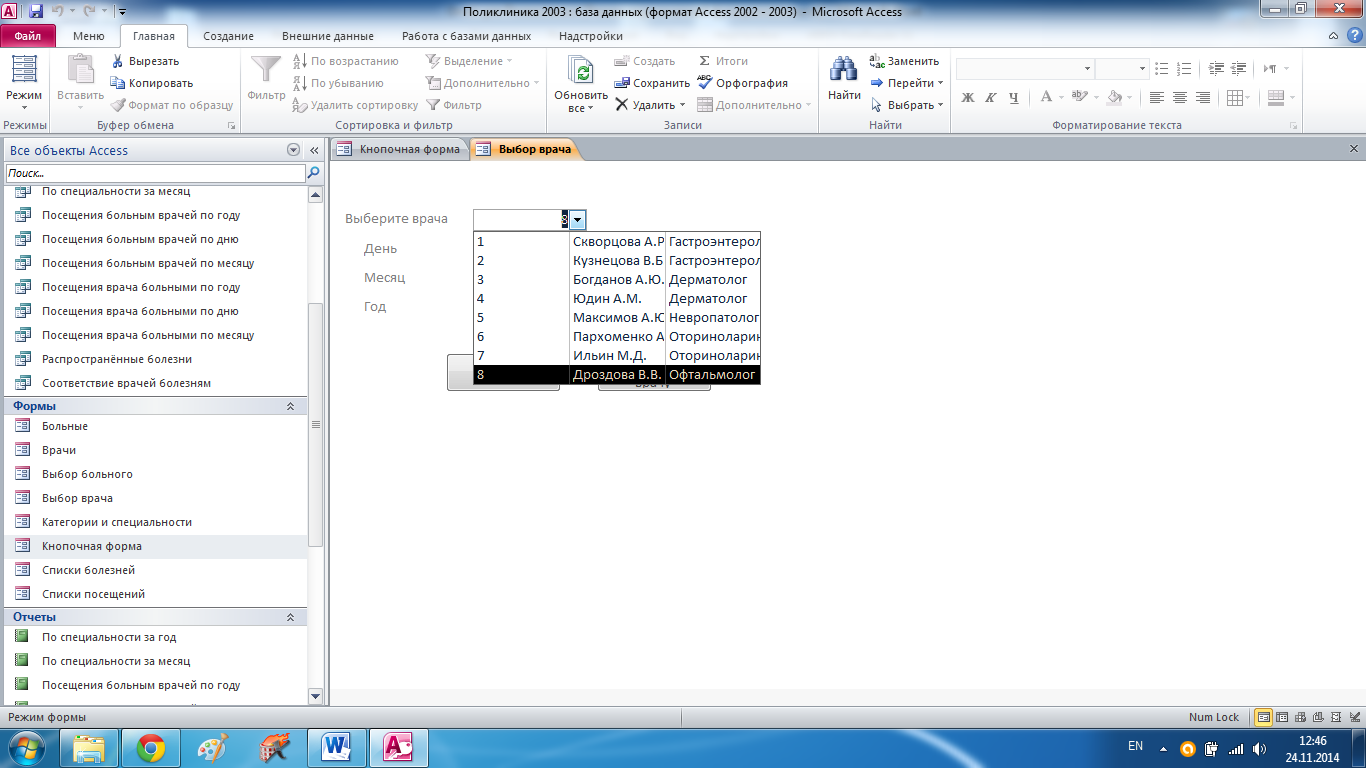 Поликлиника 2003 : база данных (формат Access 2002 - 2003) - Microsoft Access
Файл Меню Главная Создание Внешние данные Работа с базами данных Надстройки
Режим
Режимы
Вставить
Вырезать
Копировать
Формат по образцу
Буфер обмена
Фильтр
По возрастанию
По убыванию
Удалить сортировку
Выделение
Дополнительно
Фильтр
Сортировка и фильтр
Обновить
все
Создать
Сохранить
Удалить
Итоги
Орфография
Дополнительно
Записи
Найти
Заменить
Перейти
Выбрать
Найти
Ж К Ч
Форматирование текста
Все объекты Access
Поиск...
По специальности за месяц
Посещения больным врачей по году
Посещения больным врачей по дню
Посещения больным врачей по месяцу
Посещения врача больными по году
Посещения врача больными по дню
Посещения врача больными по месяцу
Распространённые болезни
Соответствие врачей болезням
Формы
Больные
Врачи
Выбор больного
Выбор врача
Категории и специальности
Кнопочная форма
Списки болезней
Списки посещений
Отчеты
По специальности за год
По специальности за месяц
Посещения больным врачей по году
Кнопочная форма Выбор врача
Выберите врача 8
День
Месяц
Год
1 Скворцова А.Р Гастроэнтерол
2 Кузнецова В.Б Гастроэнтерол
3 Богданов А.Ю. Дерматолог
4 Юдин А.М. Дерматолог
5 Максимов А.Ю Невропатолог
6 Пархоменко А Оториноларин
7 Ильин М.Д. Оториноларин
8 Дроздова В.В. Офтальмолог
Режим формы
Num Lock
EN
12:46
24.11.2014